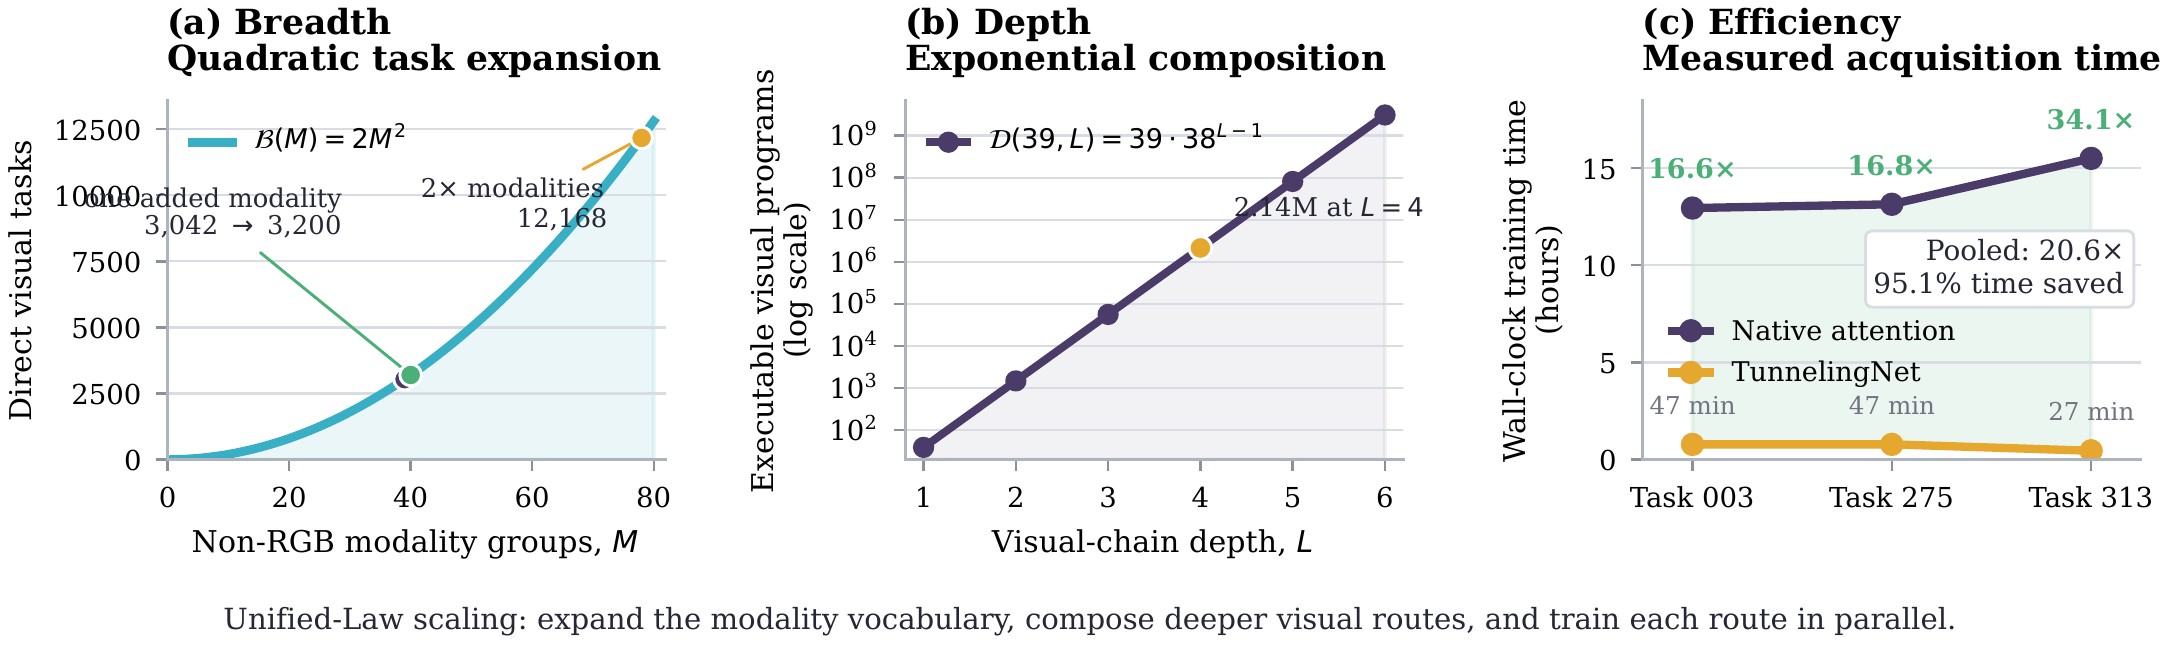 (a) Breadth
Quadratic task expansion
Direct visual tasks
12500
10000
7500
5000
2500
0
B(M) = 2M²
one added modality
3,042 → 3,200
2× modalities
12,168
0 20 40 60 80
Non-RGB modality groups, M
(b) Depth
Exponential composition
Executable visual programs
(log scale)
10⁹
10⁸
10⁷
10⁶
10⁵
10⁴
10³
10²
D(39, L) = 39 · 38^{L−1}
2.14M at L = 4
1 2 3 4 5 6
Visual-chain depth, L
(c) Efficiency
Measured acquisition time
Wall-clock training time
(hours)
15
10
5
0
16.6× 16.8× 34.1×
Pooled: 20.6×
95.1% time saved
Native attention
TunnelingNet
47 min 47 min 27 min
Task 003 Task 275 Task 313
Unified-Law scaling: expand the modality vocabulary, compose deeper visual routes, and train each route in parallel.